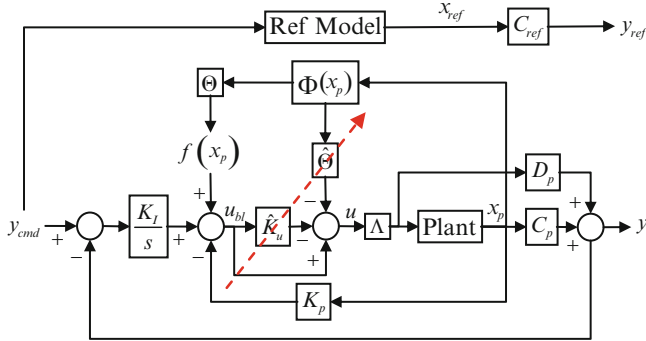 Ref Model
x_ref
C_ref
y_ref
Θ
Φ(x_p)
f(x_p)
Θ̂
D_p
+
−
+
+
y_cmd
+
−
K_I
s
+
−
u_bl
K̂_u
−
+
u
Λ
Plant
x_p
C_p
+
y
K_p